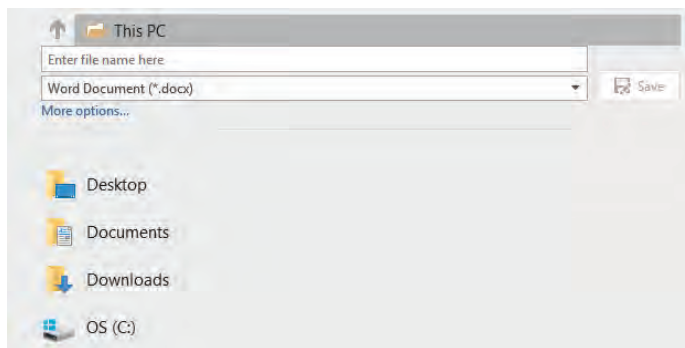 This PC
Enter file name here
Word Document (*.docx)
Save
More options...
Desktop
Documents
Downloads
OS (C:)